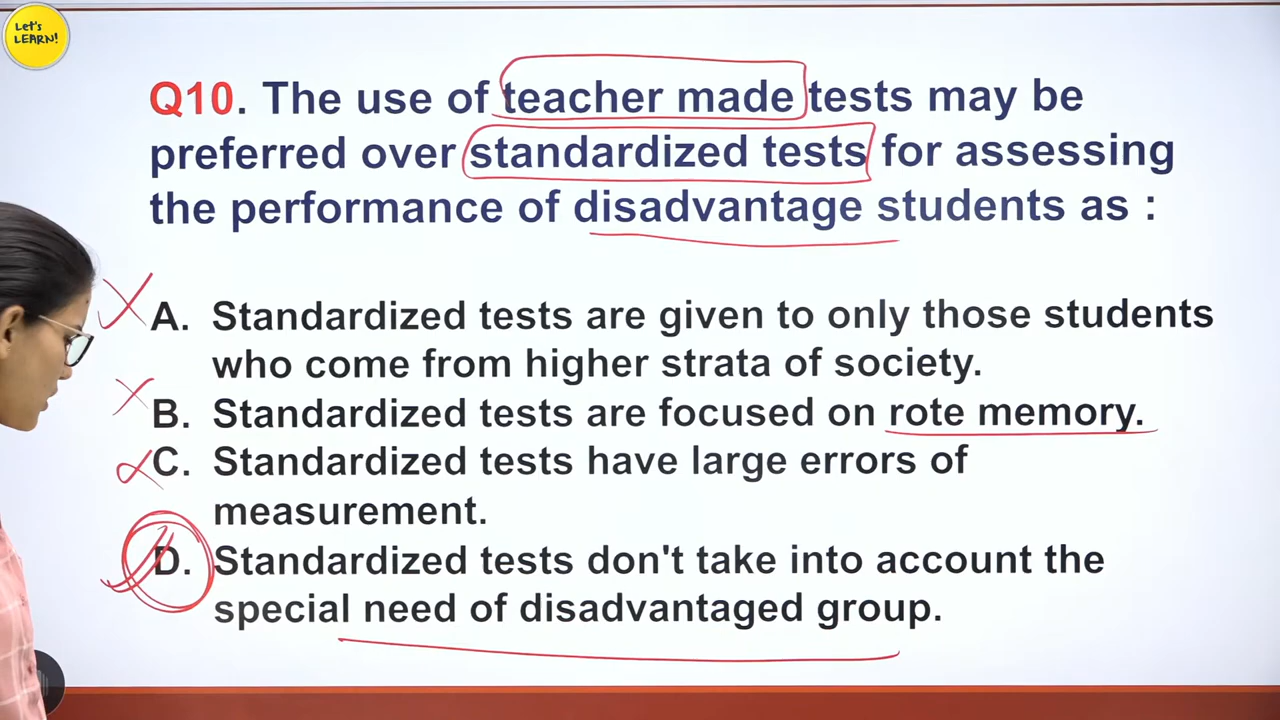 Let's
LEARN!
Q10. The use of teacher made tests may be
preferred over standardized tests for assessing
the performance of disadvantage students as :
A. Standardized tests are given to only those students
who come from higher strata of society.
B. Standardized tests are focused on rote memory.
C. Standardized tests have large errors of
measurement.
D. Standardized tests don't take into account the
special need of disadvantaged group.